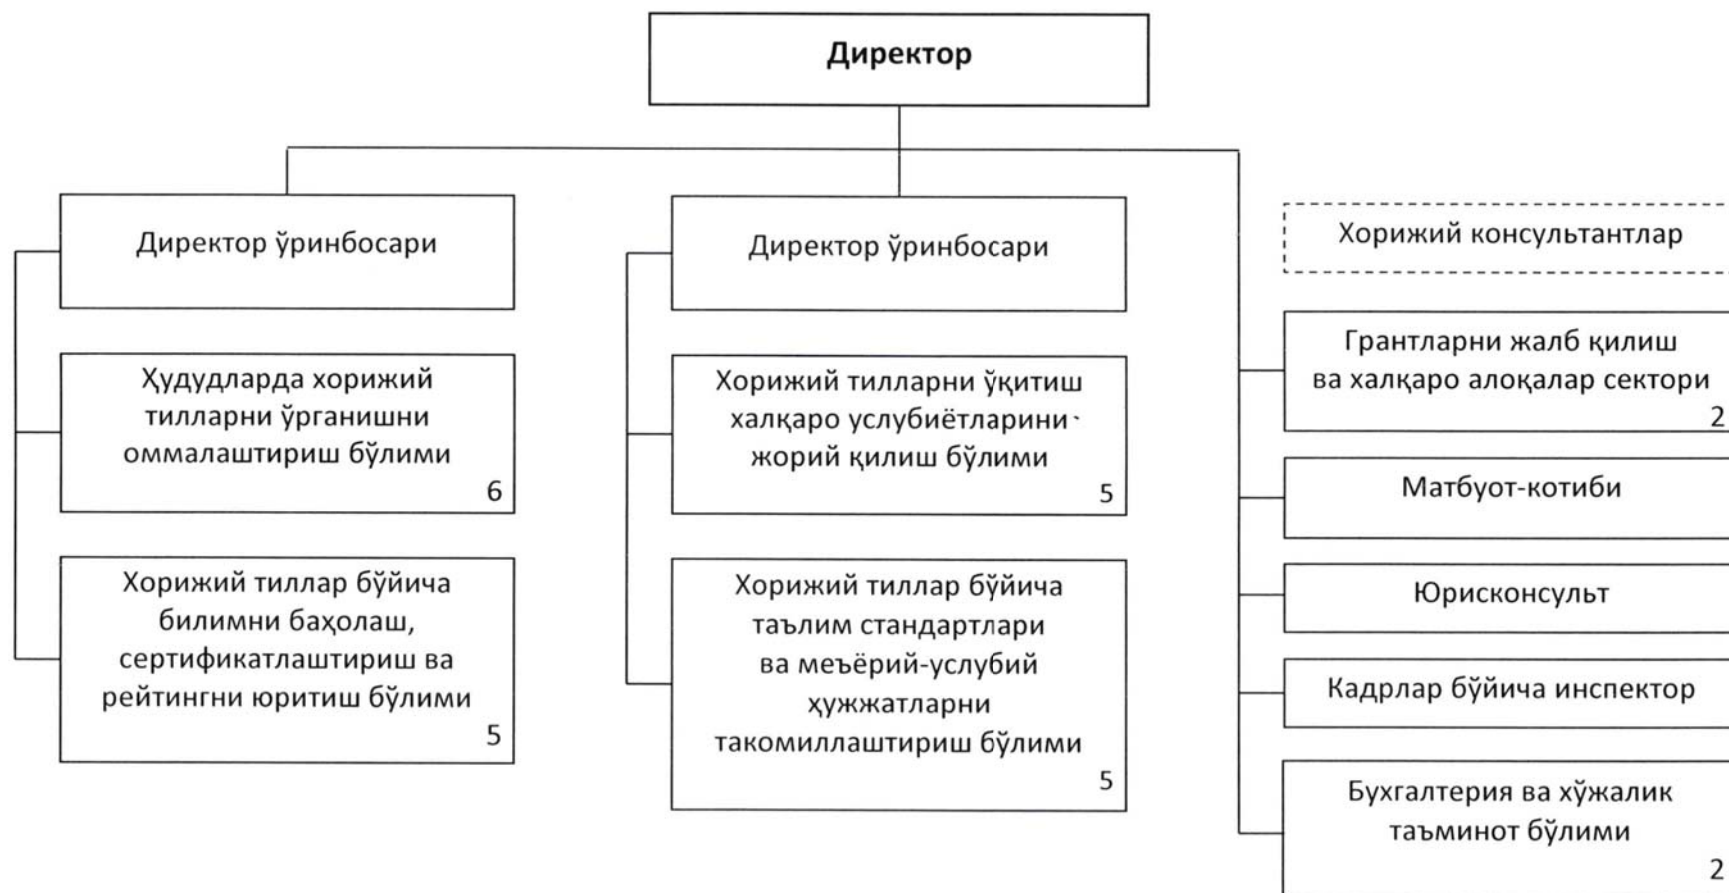 Директор
Директор ўринбосари
Ҳудудларда хорижий
тилларни ўрганишни
оммалаштириш бўлими
6
Хорижий тиллар бўйича
билимни баҳолаш,
сертификатлаштириш ва
рейтингни юритиш бўлими
5
Директор ўринбосари
Хорижий тилларни ўқитиш
халқаро услубиётларини
жорий қилиш бўлими
5
Хорижий тиллар бўйича
таълим стандартлари
ва меъёрий-услубий
ҳужжатларни
такомиллаштириш бўлими
5
Хорижий консультантлар
Грантларни жалб қилиш
ва халқаро алоқалар сектори
2
Матбуот-котиби
Юрисконсульт
Кадрлар бўйича инспектор
Бухгалтерия ва хўжалик
таъминот бўлими
2